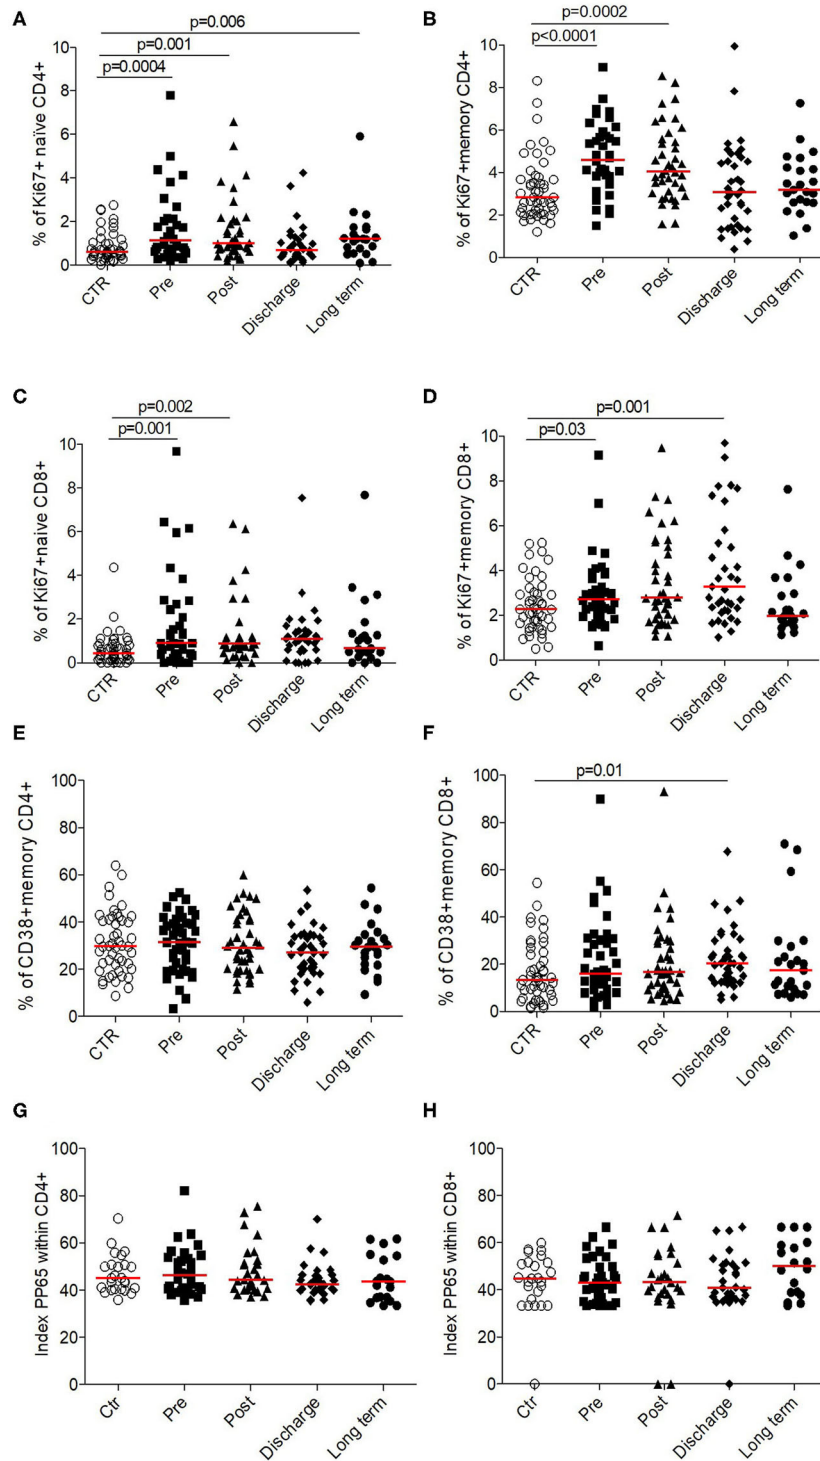 A
p=0.006
p=0.001
p=0.0004
% of Ki67+ naïve CD4+
10
8
6
4
2
0
CTR
Pre
Post
Discharge
Long term
B
p=0.0002
p<0.0001
% of Ki67+memory CD4+
10
8
6
4
2
0
CTR
Pre
Post
Discharge
Long term
C
p=0.002
p=0.001
% of Ki67+naive CD8+
10
8
6
4
2
0
CTR
Pre
Post
Discharge
Long term
D
p=0.001
p=0.03
% of Ki67+memory CD8+
10
8
6
4
2
0
CTR
Pre
Post
Discharge
Long term
E
% of CD38+memory CD4+
100
80
60
40
20
0
CTR
Pre
Post
Discharge
Long term
F
p=0.01
% of CD38+memory CD8+
100
80
60
40
20
0
CTR
Pre
Post
Discharge
Long term
G
Index PP65 within CD4+
100
80
60
40
20
0
Ctr
Pre
Post
Discharge
Long term
H
Index PP65 within CD8+
100
80
60
40
20
0
Ctr
Pre
Post
Discharge
Long term